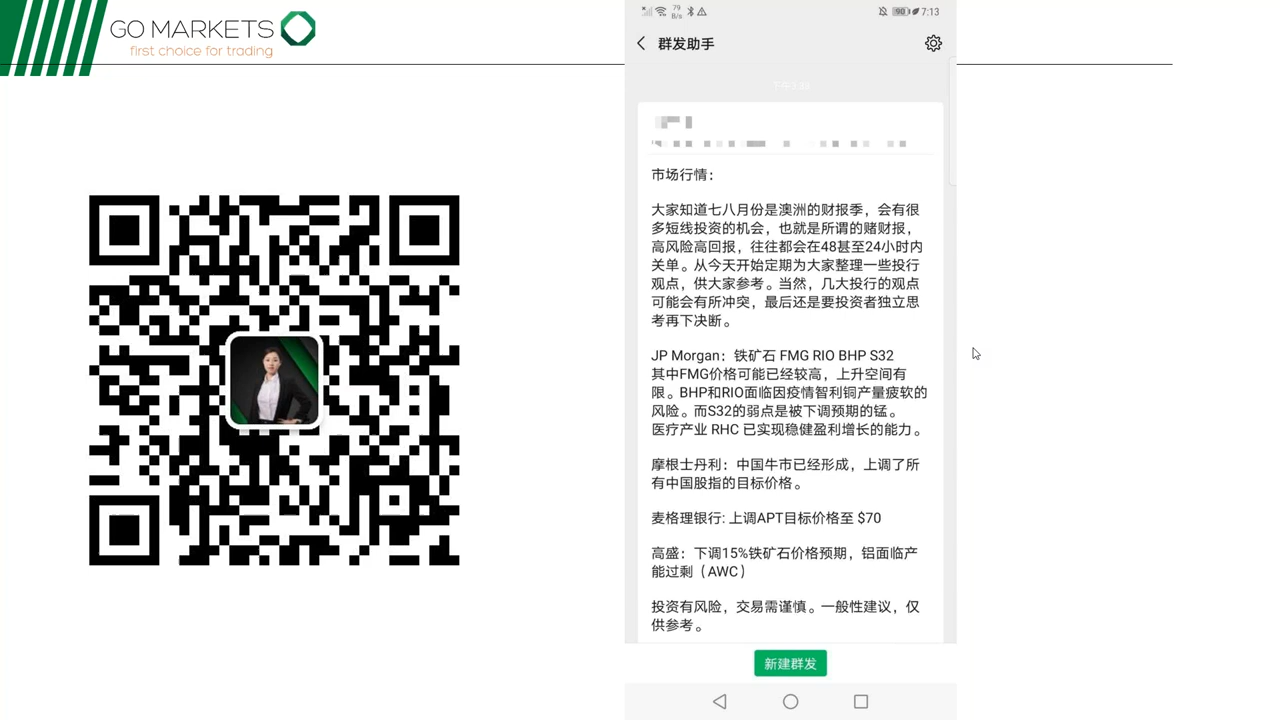 GO MARKETS
first choice for trading
79
B/s
90
7:13
群发助手
市场行情：
大家知道七八月份是澳洲的财报季，会有很
多短线投资的机会，也就是所谓的赌财报，
高风险高回报，往往都会在48甚至24小时内
关单。从今天开始定期为大家整理一些投行
观点，供大家参考。当然，几大投行的观点
可能会有所冲突，最后还是要投资者独立思
考再下决断。
JP Morgan：铁矿石 FMG RIO BHP S32
其中FMG价格可能已经较高，上升空间有
限。BHP和RIO面临因疫情智利铜产量疲软的
风险。而S32的弱点是被下调预期的锰。
医疗产业 RHC 已实现稳健盈利增长的能力。
摩根士丹利：中国牛市已经形成，上调了所
有中国股指的目标价格。
麦格理银行: 上调APT目标价格至 $70
高盛：下调15%铁矿石价格预期，铝面临产
能过剩（AWC）
投资有风险，交易需谨慎。一般性建议，仅
供参考。
新建群发